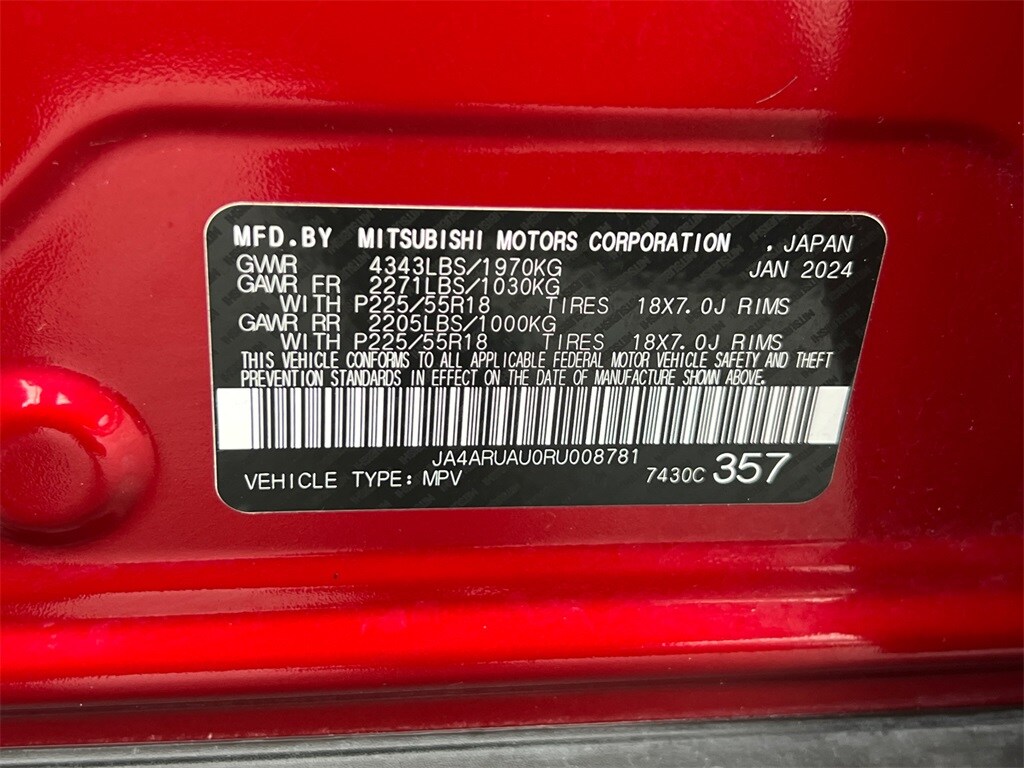 MFD.BY MITSUBISHI MOTORS CORPORATION . JAPAN
GVWR 4343LBS/1970KG JAN 2024
GAWR FR 2271LBS/1030KG
WITH P225/55R18 TIRES 18X7.0J RIMS
GAWR RR 2205LBS/1000KG
WITH P225/55R18 TIRES 18X7.0J RIMS
THIS VEHICLE CONFORMS TO ALL APPLICABLE FEDERAL MOTOR VEHICLE SAFETY AND THEFT
PREVENTION STANDARDS IN EFFECT ON THE DATE OF MANUFACTURE SHOWN ABOVE.
JA4ARUAU0RU008781
VEHICLE TYPE: MPV 7430C 357